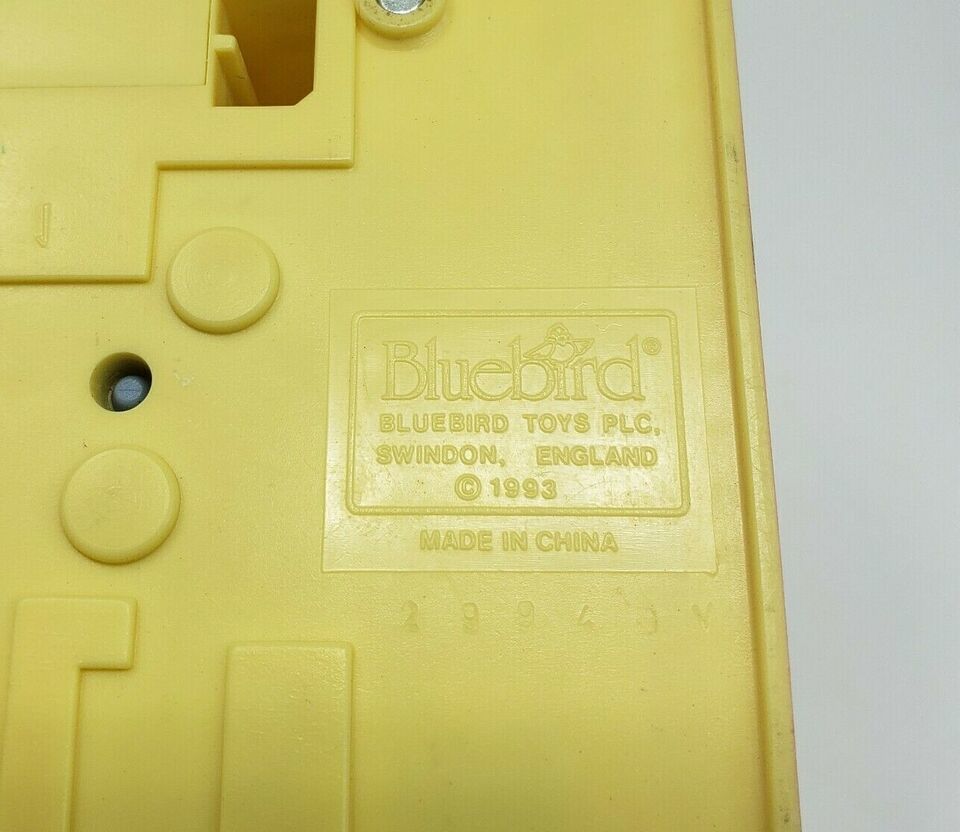 Bluebird®
BLUEBIRD TOYS PLC,
SWINDON, ENGLAND
© 1993
MADE IN CHINA